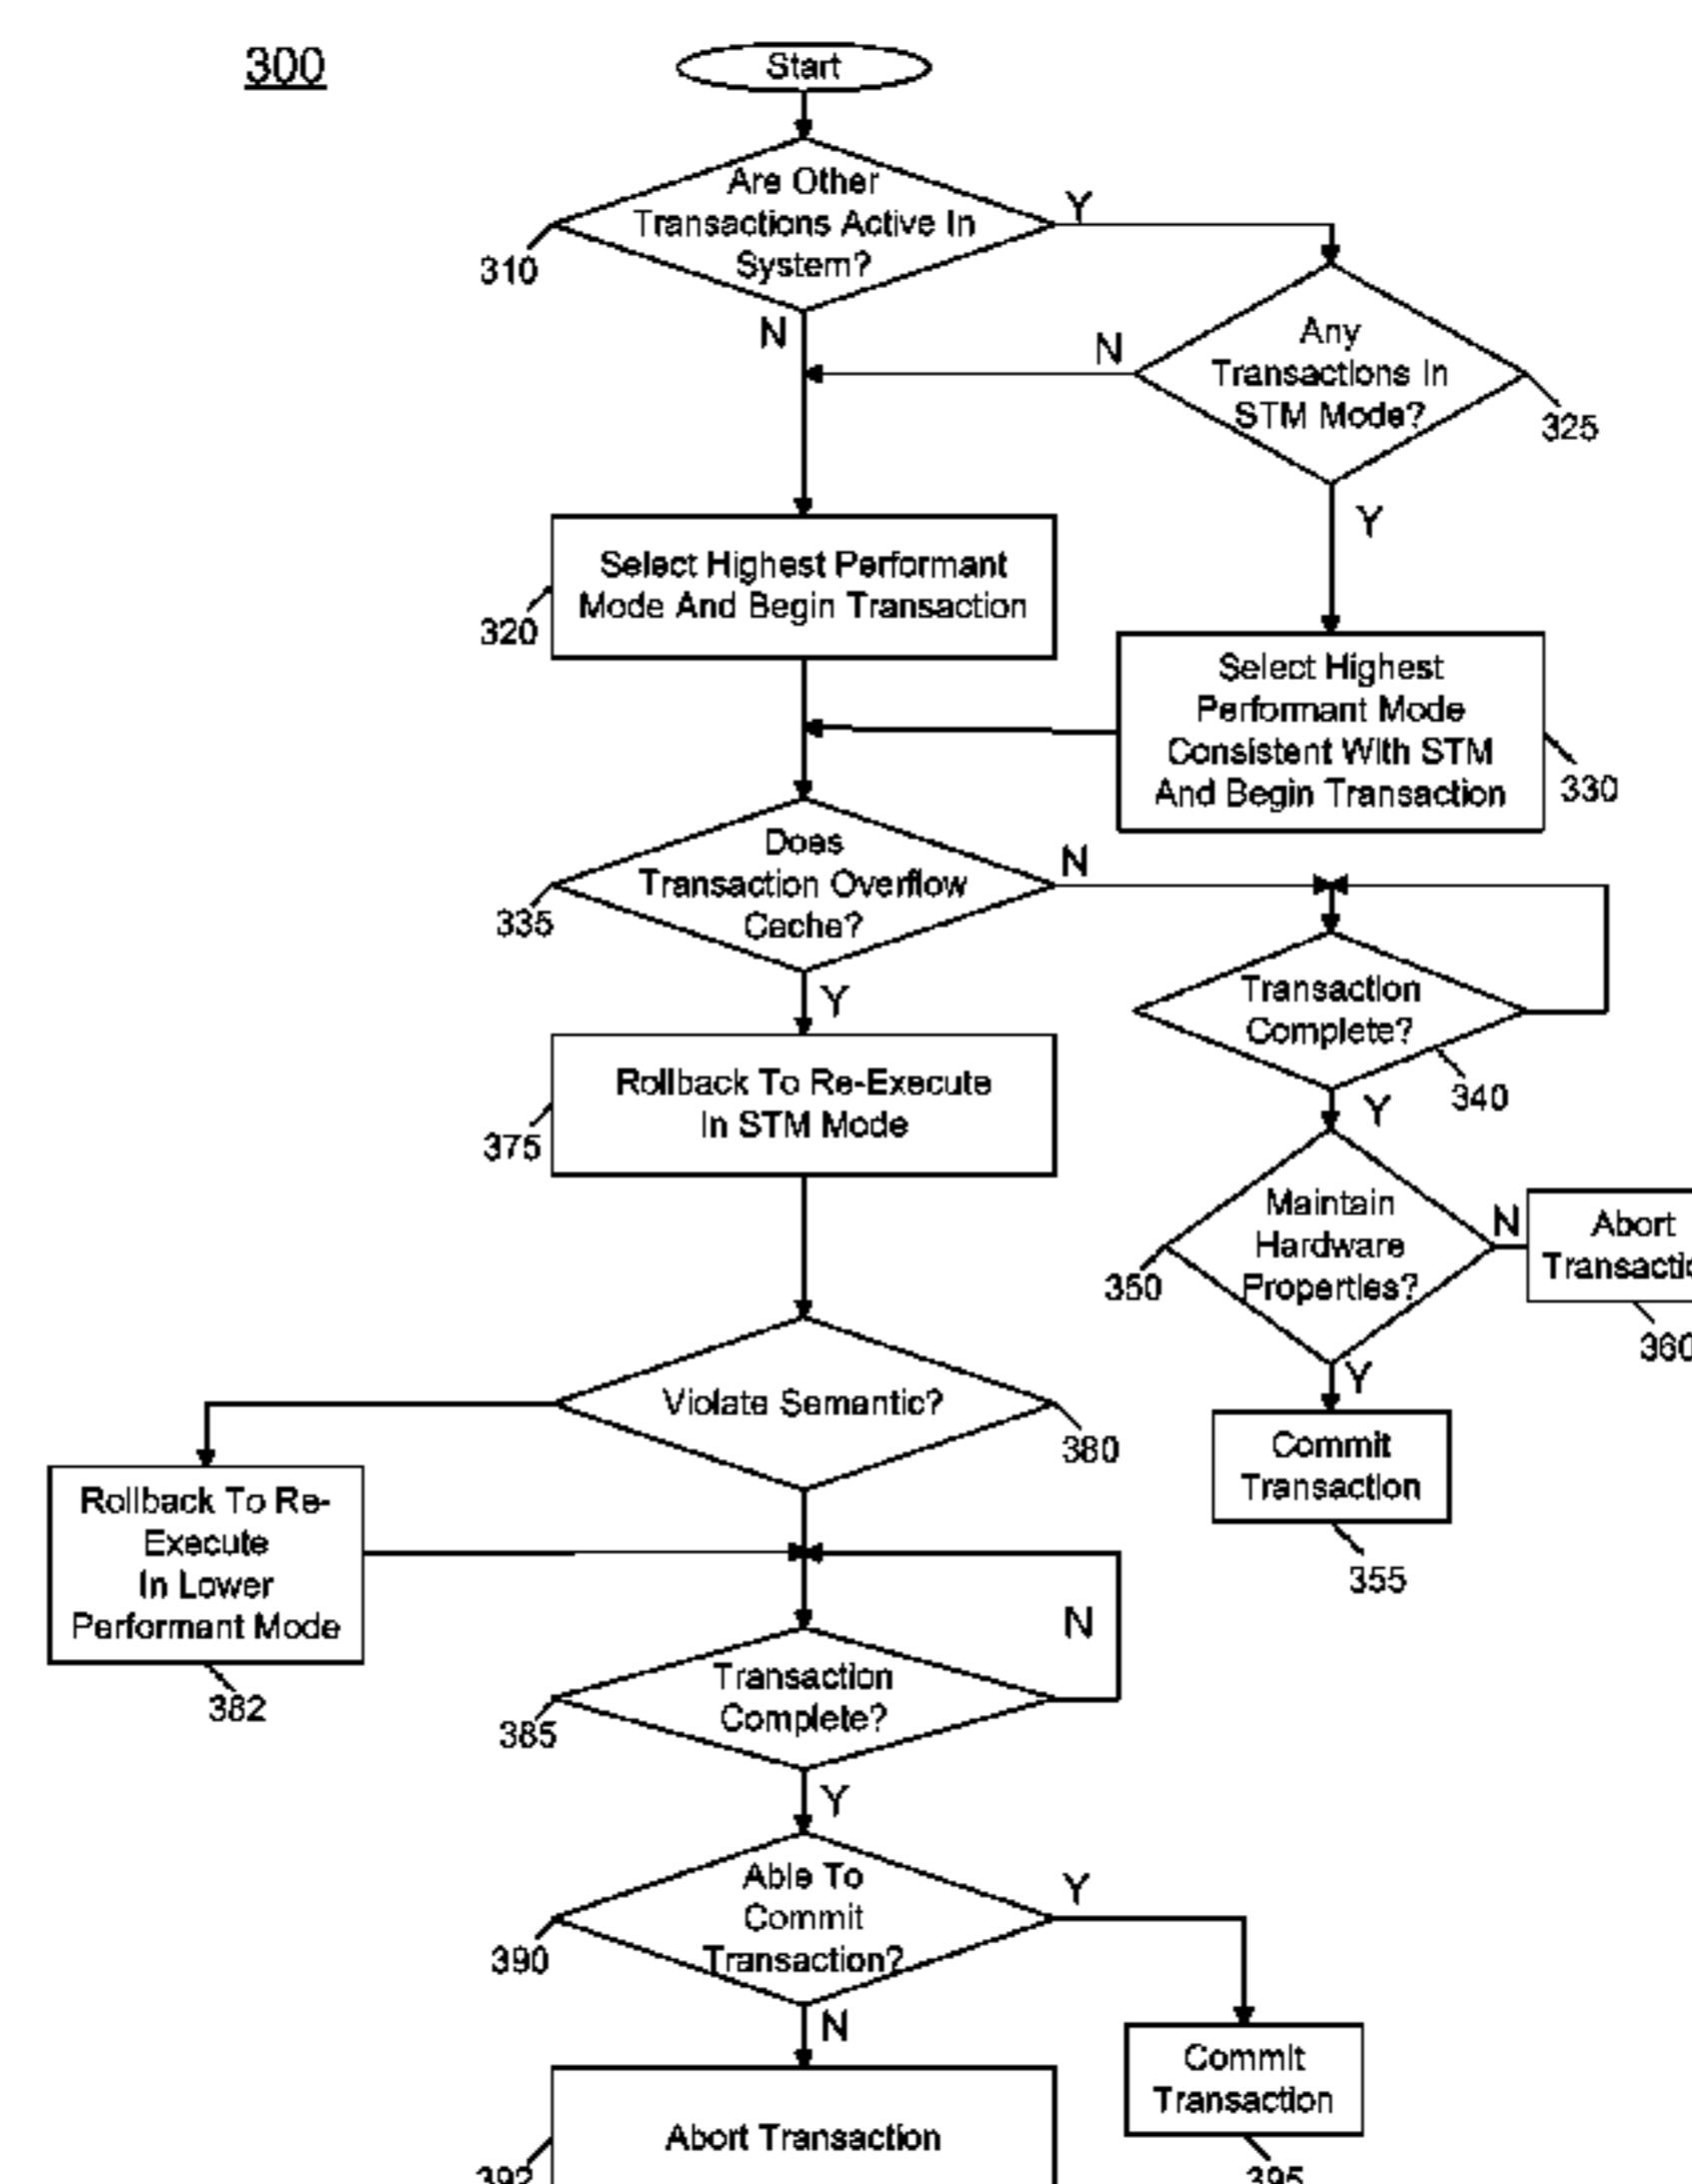 300
Start
Are Other
Transactions Active In
System?
310
Y
N
Any
Transactions In
STM Mode?
325
N
Y
Select Highest Performant
Mode And Begin Transaction
320
Select Highest
Performant Mode
Consistent With STM
And Begin Transaction
330
Does
Transaction Overflow
Cache?
335
N
Y
Transaction
Complete?
340
Y
Rollback To Re-Execute
In STM Mode
375
Maintain
Hardware
Properties?
350
N
Abort
360
Y
Commit
Transaction
355
Violate Semantic?
380
Rollback To Re-
Execute
In Lower
Performant Mode
382
N
Transaction
Complete?
385
Y
Able To
Commit
Transaction?
390
Y
N
Commit
Transaction
395
Abort Transaction
392